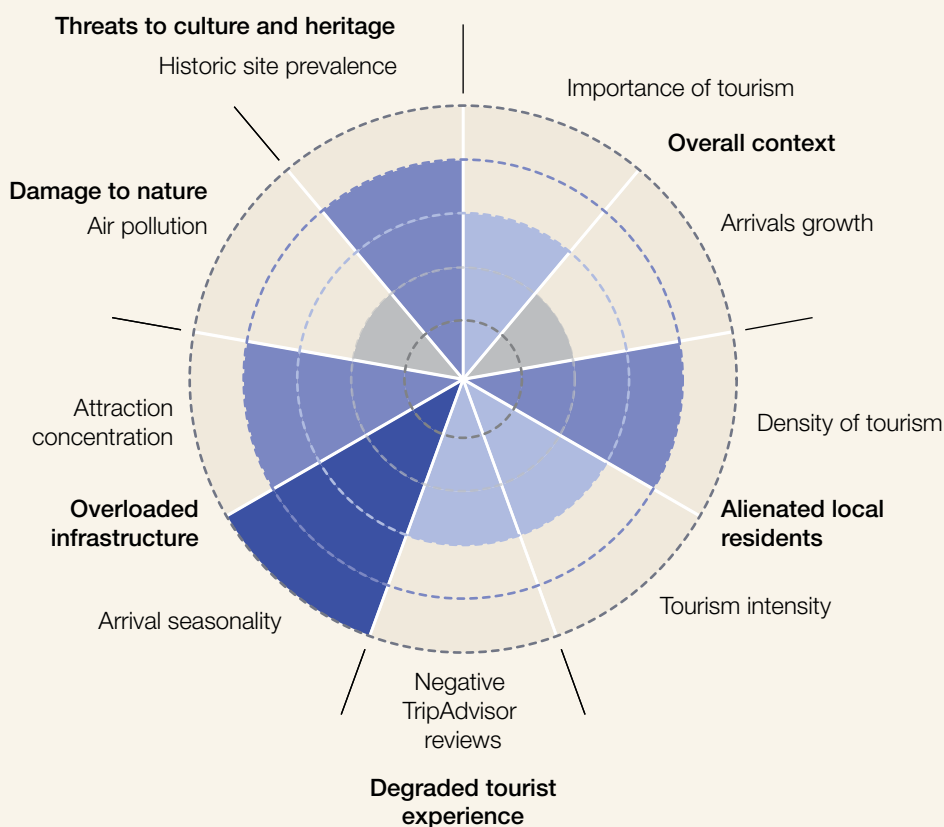 Threats to culture and heritage
Historic site prevalence
Importance of tourism
Overall context
Arrivals growth
Damage to nature
Air pollution
Attraction
concentration
Density of tourism
Overloaded
infrastructure
Alienated local
residents
Arrival seasonality
Tourism intensity
Negative
TripAdvisor
reviews
Degraded tourist
experience